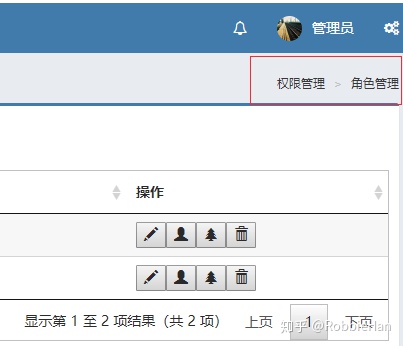 管理员
权限管理 > 角色管理
操作
显示第 1 至 2 项结果（共 2 项） 上页 1 下页
知乎 @RobbieHan